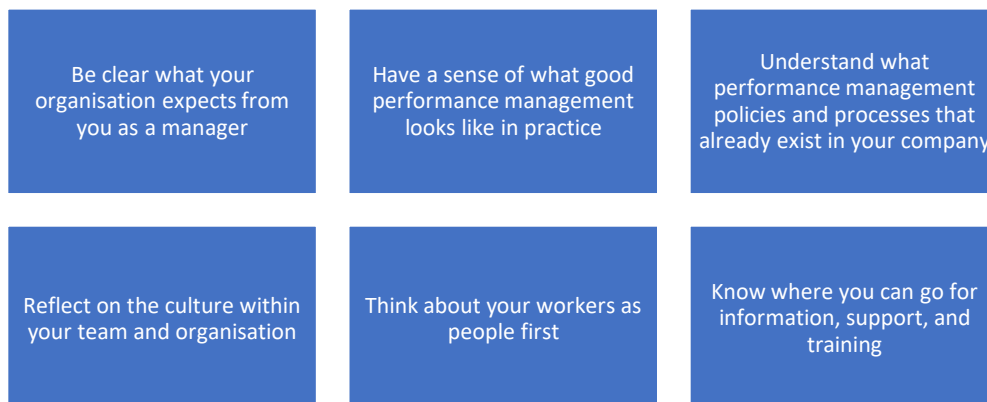 Be clear what your
organisation expects from
you as a manager
Have a sense of what good
performance management
looks like in practice
Understand what
performance management
policies and processes that
already exist in your company
Reflect on the culture within
your team and organisation
Think about your workers as
people first
Know where you can go for
information, support, and
training